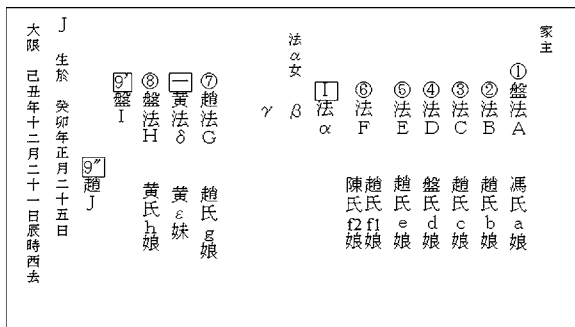 家主
①盤法A 馮氏a娘
②法B 趙氏b娘
③法C 趙氏c娘
④法D 盤氏d娘
⑤法E 趙氏e娘
⑥法F 趙氏f1娘
陳氏f2娘
I法α
法α女 β
γ
⑦趙法G 趙氏g娘
一黄法δ 黄ε妹
⑧盤法H 黄氏h娘
9'盤I
9"趙J
J 生於 癸卯年正月二十五日
大限 己丑年十二月二十一日辰時西去